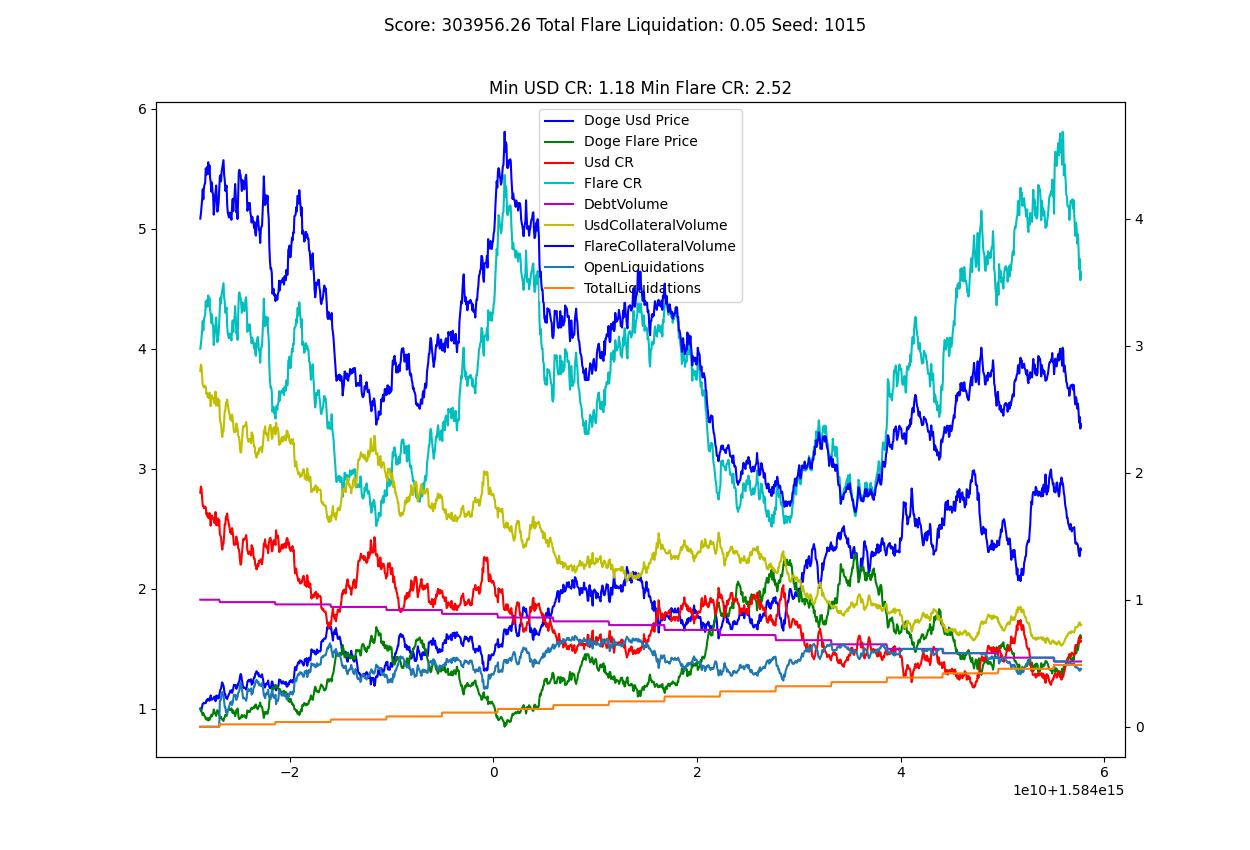 Score: 303956.26 Total Flare Liquidation: 0.05 Seed: 1015
Min USD CR: 1.18 Min Flare CR: 2.52
Doge Usd Price
Doge Flare Price
Usd CR
Flare CR
DebtVolume
UsdCollateralVolume
FlareCollateralVolume
OpenLiquidations
TotalLiquidations
6
5
4
3
2
1
4
3
2
1
0
−2
0
2
4
6
1e10+1.584e15